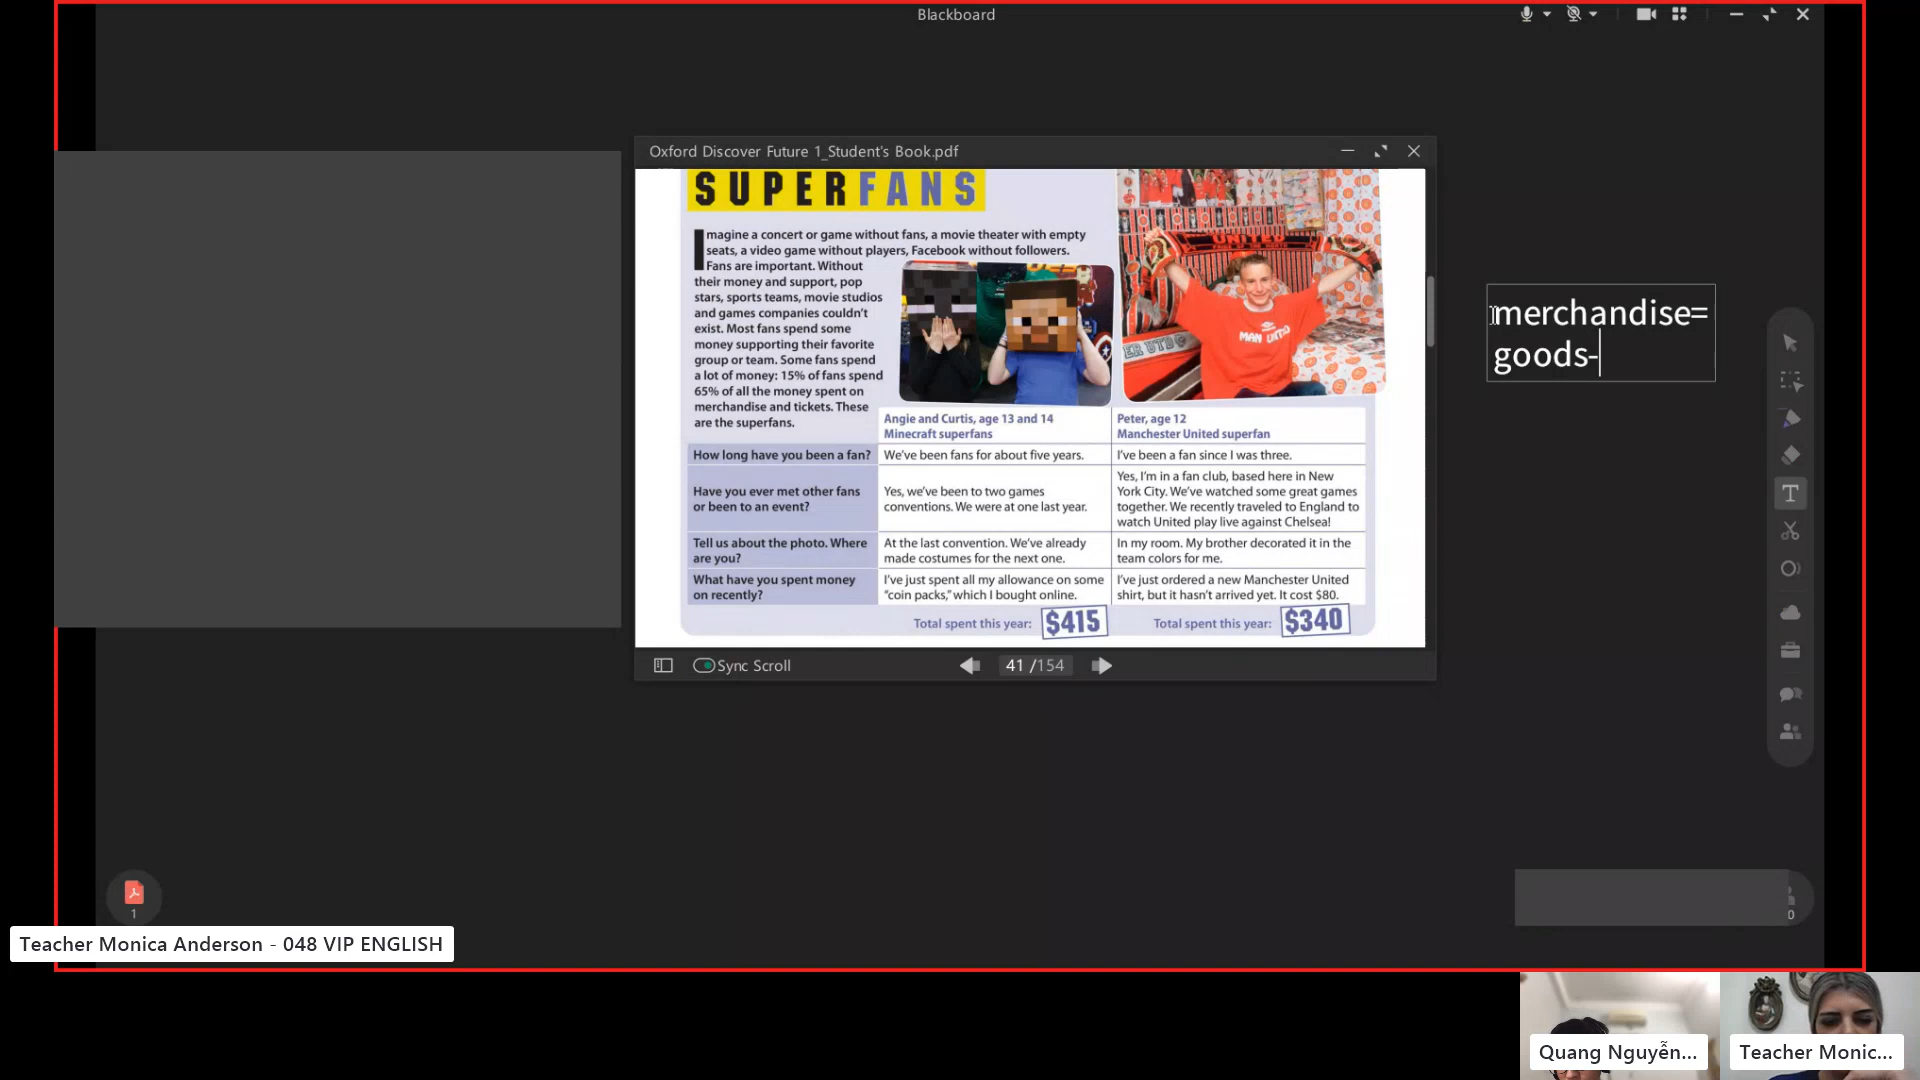 Blackboard
Oxford Discover Future 1_Student's Book.pdf
SUPERFANS
Imagine a concert or game without fans, a movie theater with empty
seats, a video game without players, Facebook without followers.
Fans are important. Without
their money and support, pop
stars, sports teams, movie studios
and games companies couldn't
exist. Most fans spend some
money supporting their favorite
group or team. Some fans spend
a lot of money: 15% of fans spend
65% of all the money spent on
merchandise and tickets. These
are the superfans.
UNITED
MAN UNITED
ER UTD
Angie and Curtis, age 13 and 14
Minecraft superfans
Peter, age 12
Manchester United superfan
How long have you been a fan?
We've been fans for about five years.
I've been a fan since I was three.
Have you ever met other fans
or been to an event?
Yes, we've been to two games
conventions. We were at one last year.
Yes, I'm in a fan club, based here in New
York City. We've watched some great games
together. We recently traveled to England to
watch United play live against Chelsea!
Tell us about the photo. Where
are you?
At the last convention. We've already
made costumes for the next one.
In my room. My brother decorated it in the
team colors for me.
What have you spent money
on recently?
I've just spent all my allowance on some
"coin packs," which I bought online.
I've just ordered a new Manchester United
shirt, but it hasn't arrived yet. It cost $80.
Total spent this year: $415
Total spent this year: $340
Sync Scroll
41 /154
merchandise=
goods-
T
1
0
Teacher Monica Anderson - 048 VIP ENGLISH
Quang Nguyễn...
Teacher Monic...